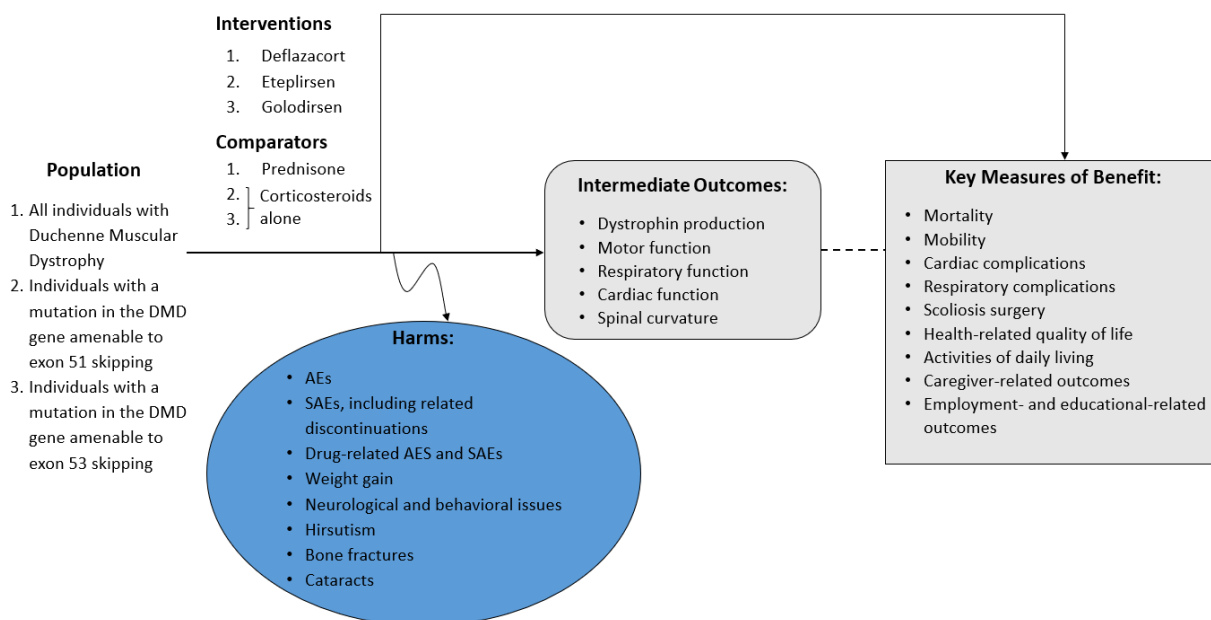 Interventions
1. Deflazacort
2. Eteplirsen
3. Golodirsen
Comparators
1. Prednisone
2. Corticosteroids
3. alone
Population
1. All individuals with
Duchenne Muscular
Dystrophy
2. Individuals with a
mutation in the DMD
gene amenable to
exon 51 skipping
3. Individuals with a
mutation in the DMD
gene amenable to
exon 53 skipping
Intermediate Outcomes:
• Dystrophin production
• Motor function
• Respiratory function
• Cardiac function
• Spinal curvature
Key Measures of Benefit:
• Mortality
• Mobility
• Cardiac complications
• Respiratory complications
• Scoliosis surgery
• Health-related quality of life
• Activities of daily living
• Caregiver-related outcomes
• Employment- and educational-related
outcomes
Harms:
• AEs
• SAEs, including related
discontinuations
• Drug-related AES and SAEs
• Weight gain
• Neurological and behavioral issues
• Hirsutism
• Bone fractures
• Cataracts